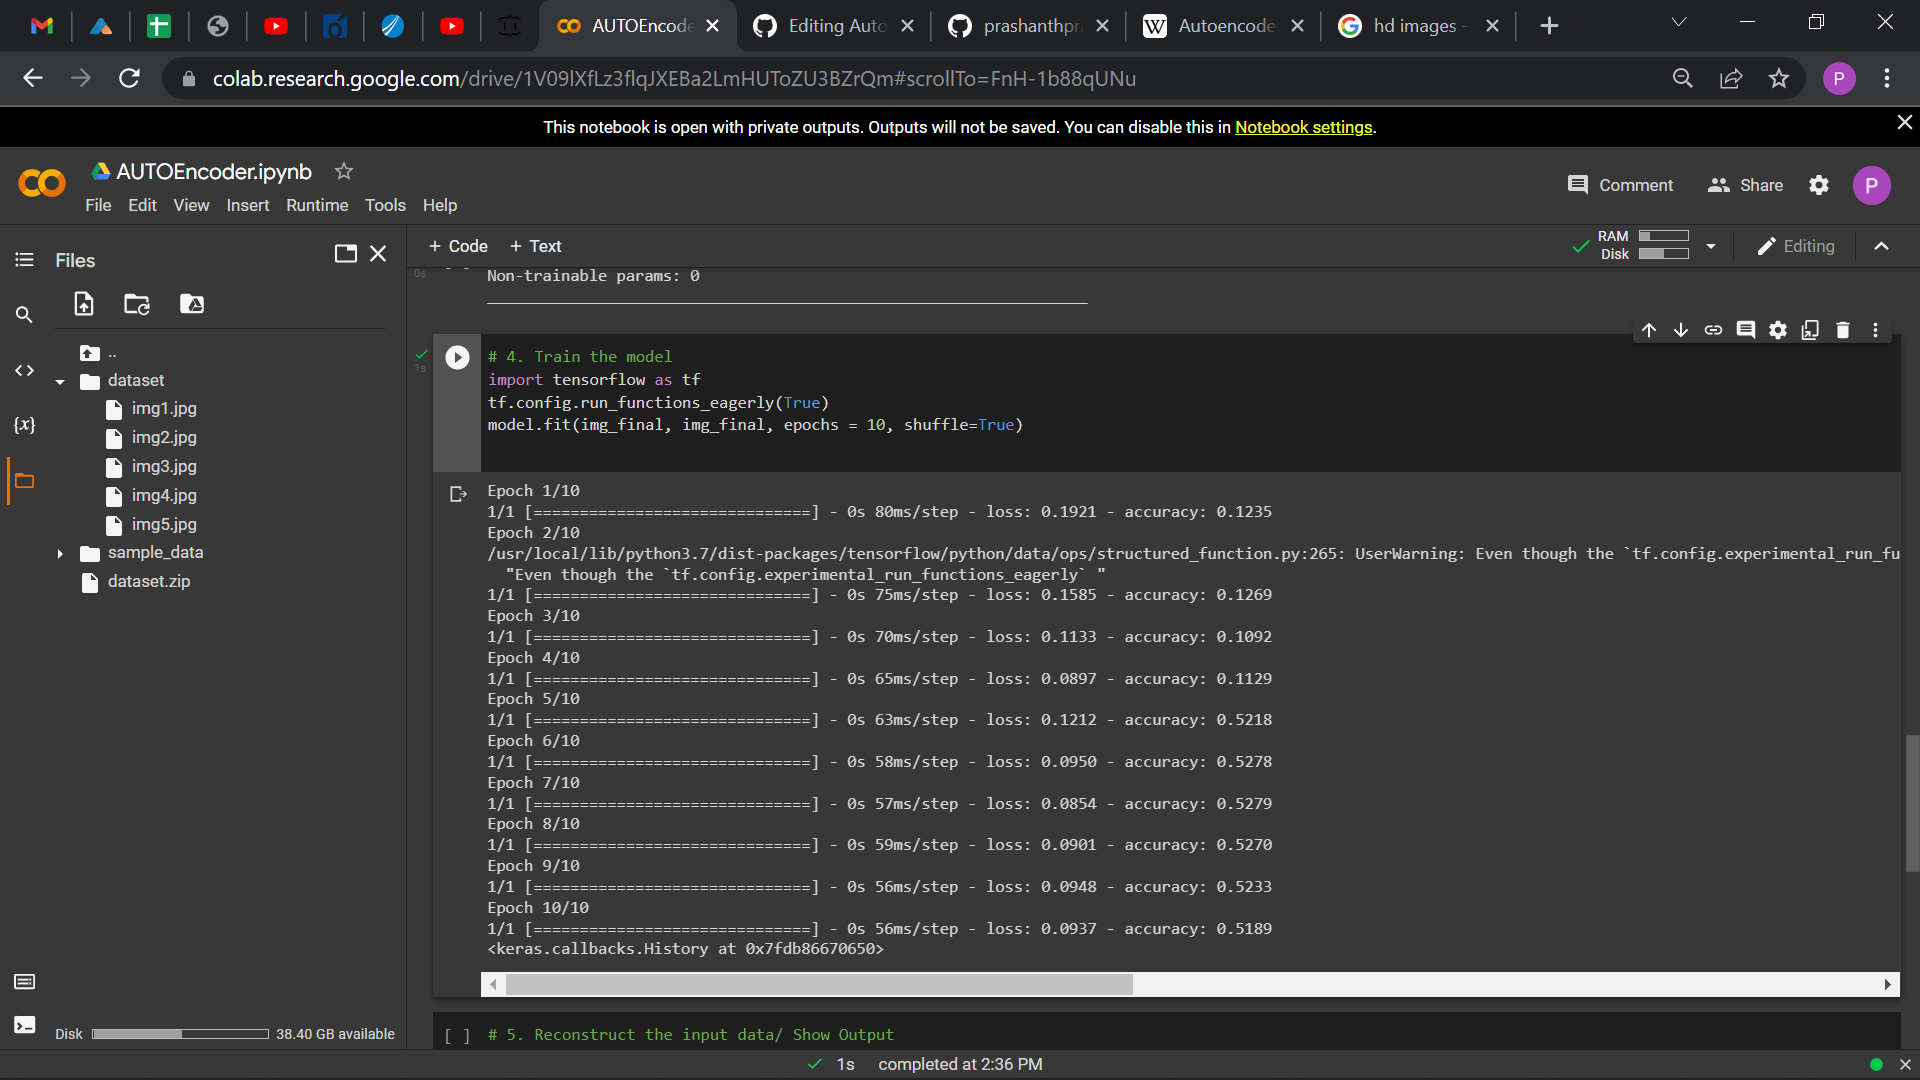 AUTOEncode
Editing Auto
prashanthpr
Autoencode
hd images -
colab.research.google.com/drive/1V09lXfLz3flqJXEBa2LmHUToZU3BZrQm#scrollTo=FnH-1b88qUNu
P
This notebook is open with private outputs. Outputs will not be saved. You can disable this in Notebook settings.
AUTOEncoder.ipynb
Comment
Share
P
File Edit View Insert Runtime Tools Help
Files
+ Code + Text
RAM
Disk
Editing
..
dataset
img1.jpg
img2.jpg
img3.jpg
img4.jpg
img5.jpg
sample_data
dataset.zip
Disk 38.40 GB available
0s
Non-trainable params: 0
1s
# 4. Train the model
import tensorflow as tf
tf.config.run_functions_eagerly(True)
model.fit(img_final, img_final, epochs = 10, shuffle=True)
Epoch 1/10
1/1 [==============================] - 0s 80ms/step - loss: 0.1921 - accuracy: 0.1235
Epoch 2/10
/usr/local/lib/python3.7/dist-packages/tensorflow/python/data/ops/structured_function.py:265: UserWarning: Even though the `tf.config.experimental_run_fu
"Even though the `tf.config.experimental_run_functions_eagerly` "
1/1 [==============================] - 0s 75ms/step - loss: 0.1585 - accuracy: 0.1269
Epoch 3/10
1/1 [==============================] - 0s 70ms/step - loss: 0.1133 - accuracy: 0.1092
Epoch 4/10
1/1 [==============================] - 0s 65ms/step - loss: 0.0897 - accuracy: 0.1129
Epoch 5/10
1/1 [==============================] - 0s 63ms/step - loss: 0.1212 - accuracy: 0.5218
Epoch 6/10
1/1 [==============================] - 0s 58ms/step - loss: 0.0950 - accuracy: 0.5278
Epoch 7/10
1/1 [==============================] - 0s 57ms/step - loss: 0.0854 - accuracy: 0.5279
Epoch 8/10
1/1 [==============================] - 0s 59ms/step - loss: 0.0901 - accuracy: 0.5270
Epoch 9/10
1/1 [==============================] - 0s 56ms/step - loss: 0.0948 - accuracy: 0.5233
Epoch 10/10
1/1 [==============================] - 0s 56ms/step - loss: 0.0937 - accuracy: 0.5189
<keras.callbacks.History at 0x7fdb86670650>
[ ] # 5. Reconstruct the input data/ Show Output
1s completed at 2:36 PM